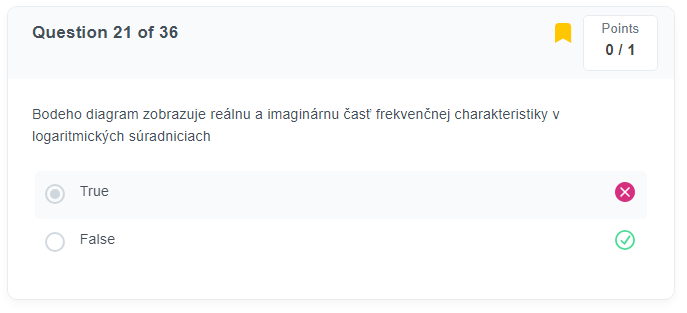 Question 21 of 36
Points
0 / 1
Bodeho diagram zobrazuje reálnu a imaginárnu časť frekvenčnej charakteristiky v
logaritmických súradniciach
True
False